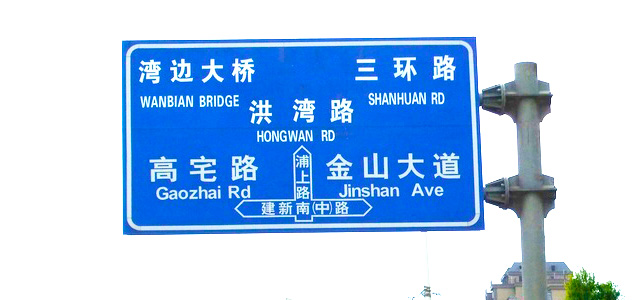 湾边大桥 三环路
WANBIAN BRIDGE SHANHUAN RD
洪湾路
HONGWAN RD
高宅路 金山大道
Gaozhai Rd Jinshan Ave
浦上路
建新南(中)路